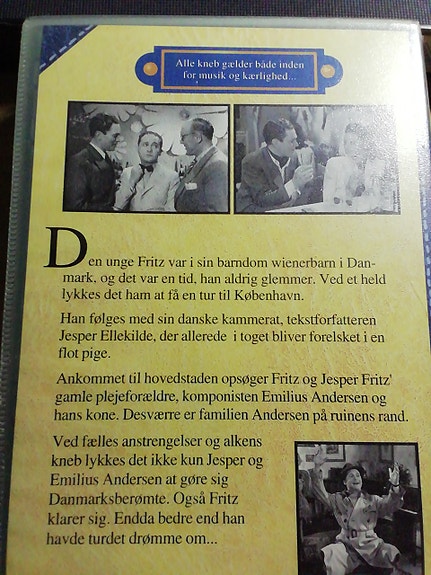 Alle kneb gælder både inden
for musik og kærlighed...
Den unge Fritz var i sin barndom wienerbarn i Dan-
mark, og det var en tid, han aldrig glemmer. Ved et held
lykkes det ham at få en tur til København.
Han følges med sin danske kammerat, tekstforfatteren
Jesper Ellekilde, der allerede i toget bliver forelsket i en
flot pige.
Ankommet til hovedstaden opsøger Fritz og Jesper Fritz'
gamle plejeforældre, komponisten Emilius Andersen og
hans kone. Desværre er familien Andersen på ruinens rand.
Ved fælles anstrengelser og alkens
kneb lykkes det ikke kun Jesper og
Emilius Andersen at gøre sig
Danmarksberømte. Også Fritz
klarer sig. Endda bedre end han
havde turdet drømme om...